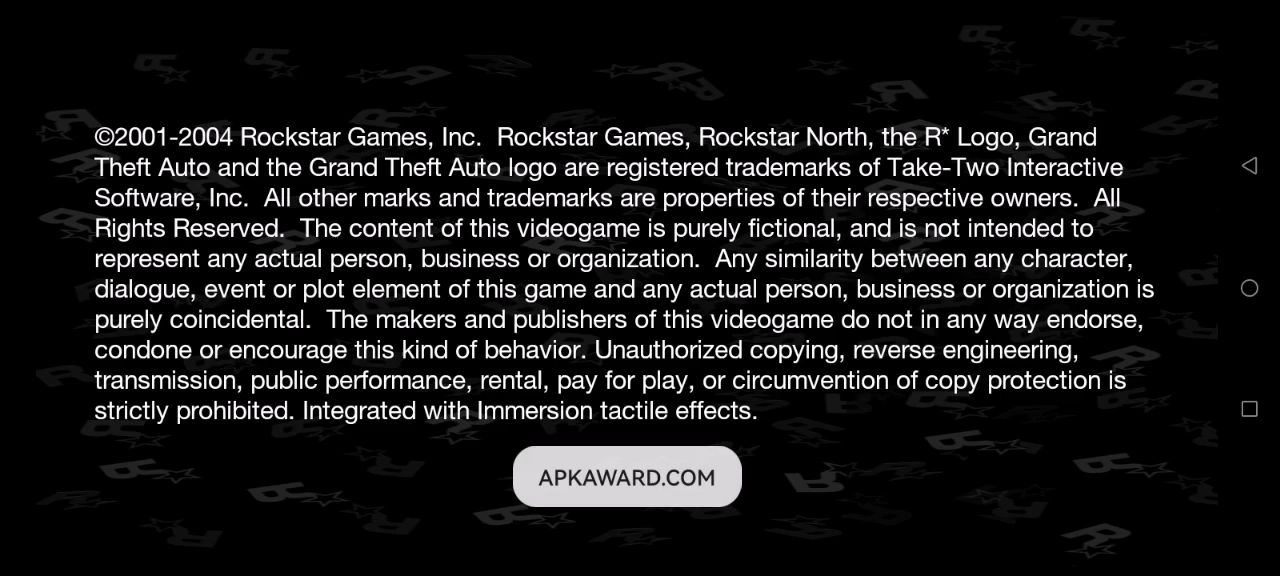 ©2001-2004 Rockstar Games, Inc.  Rockstar Games, Rockstar North, the R* Logo, Grand
Theft Auto and the Grand Theft Auto logo are registered trademarks of Take-Two Interactive
Software, Inc.  All other marks and trademarks are properties of their respective owners.  All
Rights Reserved.  The content of this videogame is purely fictional, and is not intended to
represent any actual person, business or organization.  Any similarity between any character,
dialogue, event or plot element of this game and any actual person, business or organization is
purely coincidental.  The makers and publishers of this videogame do not in any way endorse,
condone or encourage this kind of behavior. Unauthorized copying, reverse engineering,
transmission, public performance, rental, pay for play, or circumvention of copy protection is
strictly prohibited. Integrated with Immersion tactile effects.
APKAWARD.COM